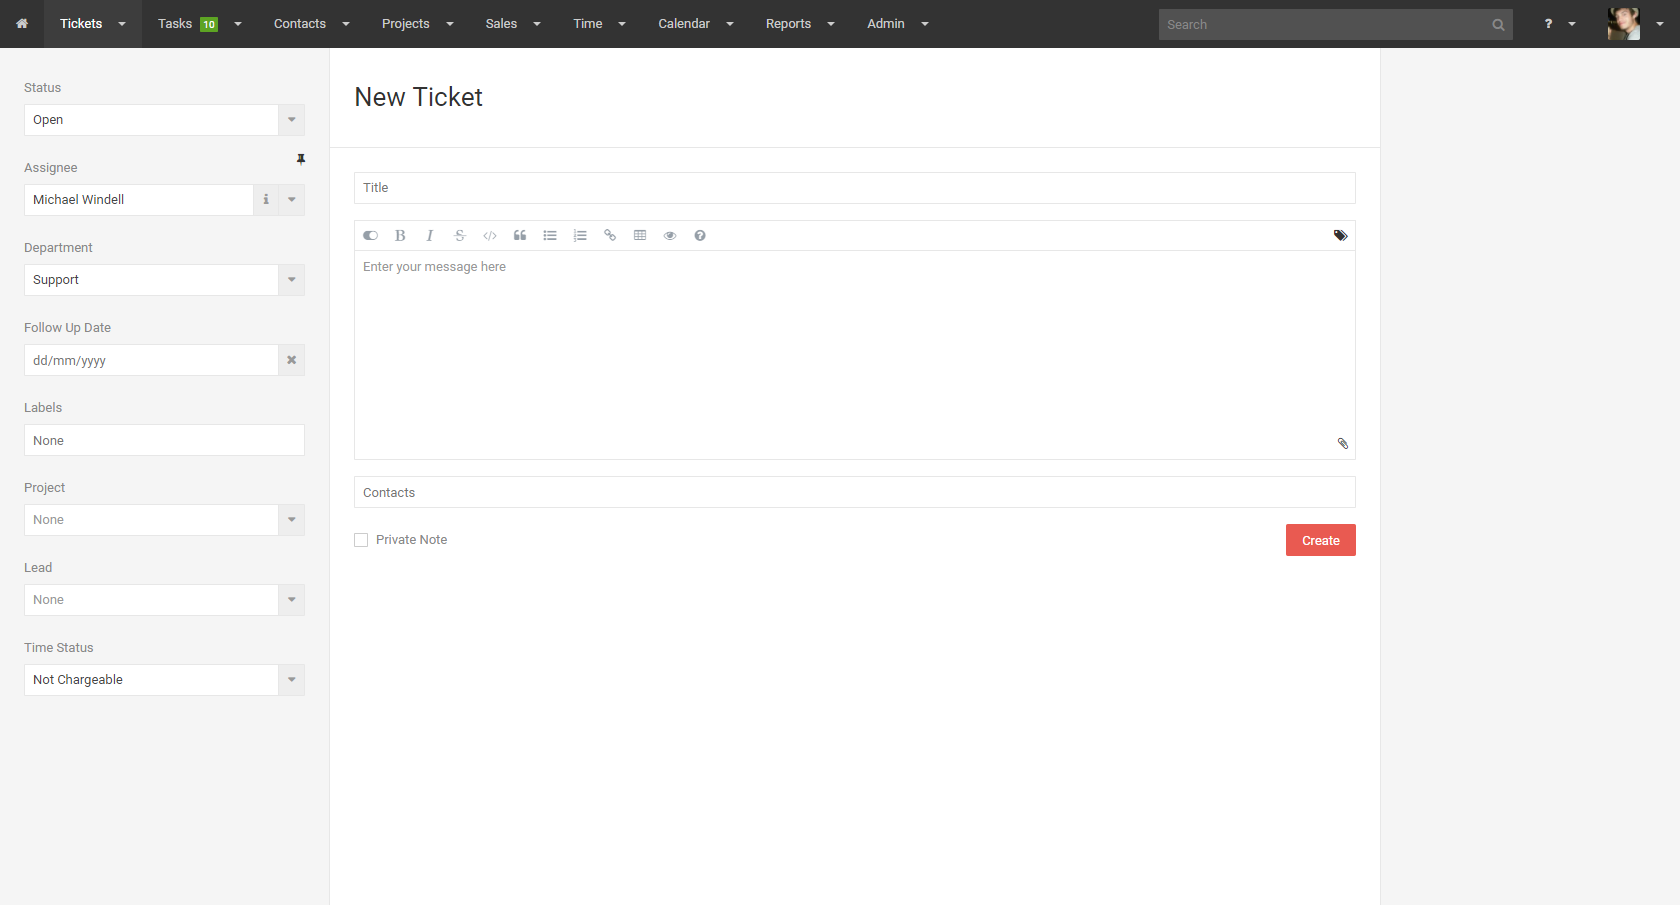 Tickets Tasks 10 Contacts Projects Sales Time Calendar Reports Admin Search ?
Status
Open
Assignee
Michael Windell
Department
Support
Follow Up Date
dd/mm/yyyy
Labels
None
Project
None
Lead
None
Time Status
Not Chargeable
New Ticket
Title
Enter your message here
Contacts
Private Note
Create